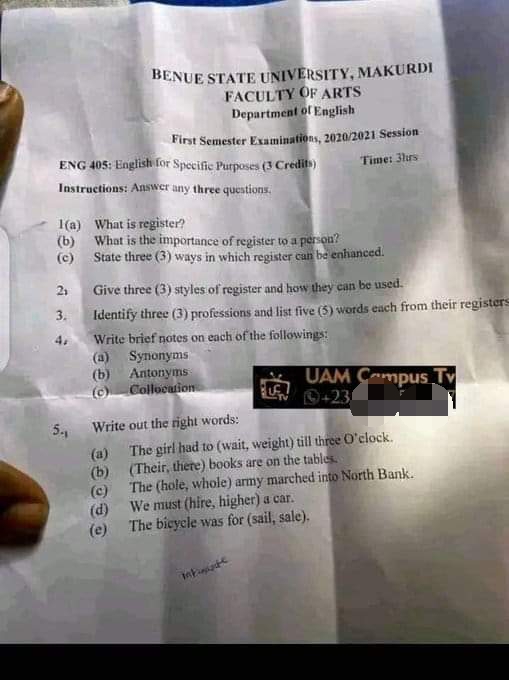 BENUE STATE UNIVERSITY, MAKURDI
FACULTY OF ARTS
Department of English
First Semester Examinations, 2020/2021 Session
ENG 405: English for Specific Purposes (3 Credits) Time: 3hrs
Instructions: Answer any three questions.
1(a) What is register?
(b) What is the importance of register to a person?
(c) State three (3) ways in which register can be enhanced.
2. Give three (3) styles of register and how they can be used.
3. Identify three (3) professions and list five (5) words each from their registers
4. Write brief notes on each of the followings:
(a) Synonyms
(b) Antonyms
(c) Collocation
UAM Campus Tv
+23
5. Write out the right words:
(a) The girl had to (wait, weight) till three O'clock.
(b) (Their, there) books are on the tables.
(c) The (hole, whole) army marched into North Bank.
(d) We must (hire, higher) a car.
(e) The bicycle was for (sail, sale).